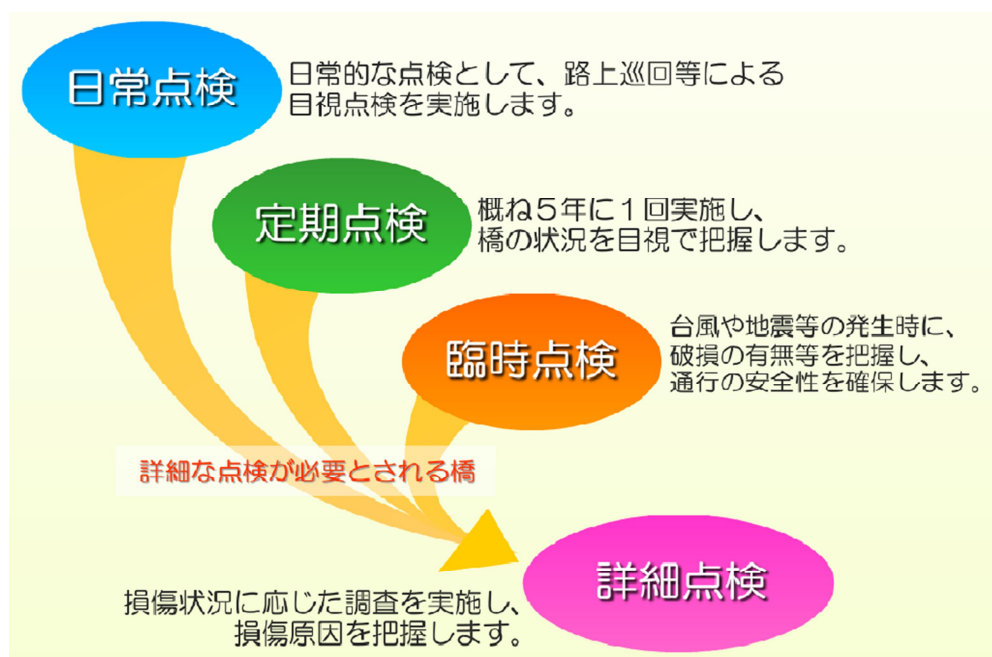 日常点検
日常的な点検として、路上巡回等による
目視点検を実施します。
定期点検
概ね５年に１回実施し、
橋の状況を目視で把握します。
臨時点検
台風や地震等の発生時に、
破損の有無等を把握し、
通行の安全性を確保します。
詳細な点検が必要とされる橋
詳細点検
損傷状況に応じた調査を実施し、
損傷原因を把握します。